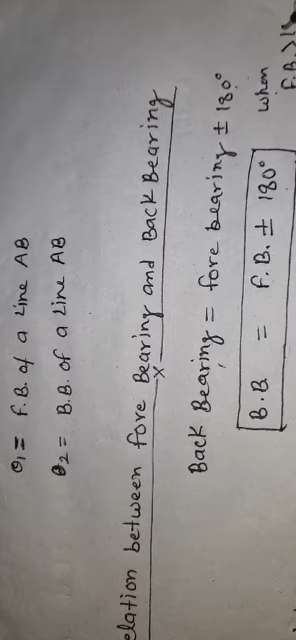 θ₁ = F.B. of a Line AB
θ₂ = B.B. of a Line AB
elation between fore Bearing and Back Bearing
Back Bearing = fore bearing ± 180°
B.B = F.B. ± 180° when
F.B. >